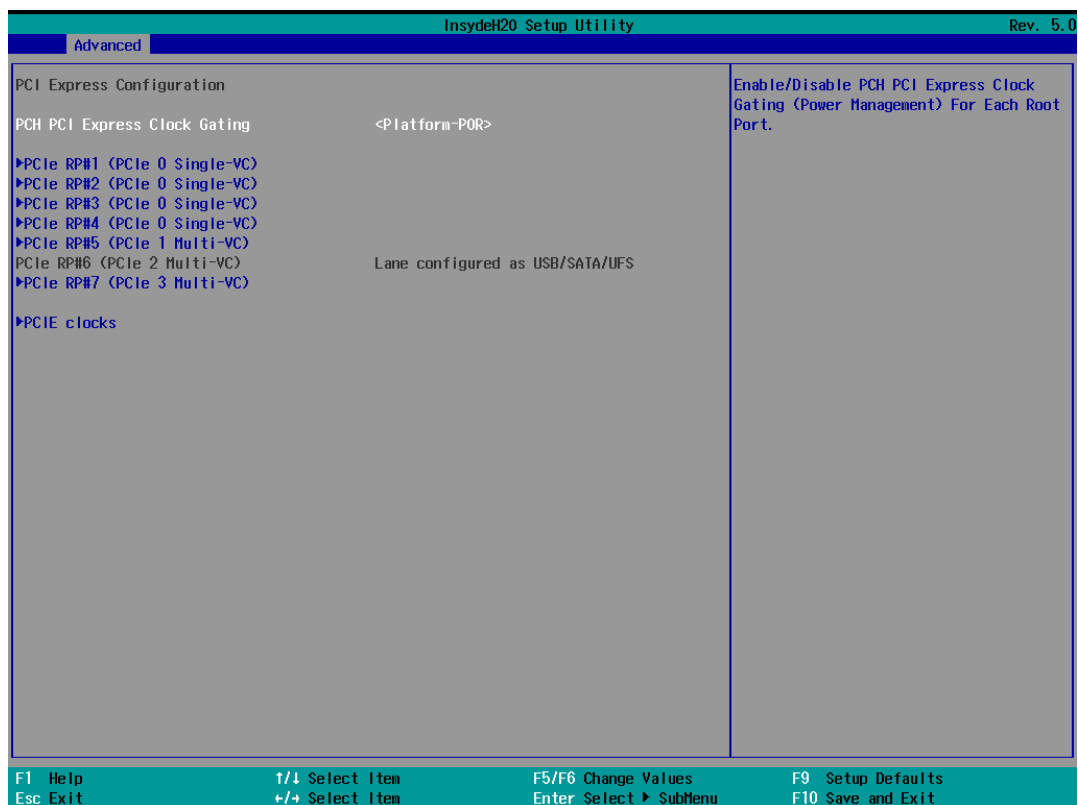 InsydeH20 Setup Utility Rev. 5.0
Advanced
PCI Express Configuration
PCH PCI Express Clock Gating <Platform-POR>
▶PCIe RP#1 (PCIe 0 Single-VC)
▶PCIe RP#2 (PCIe 0 Single-VC)
▶PCIe RP#3 (PCIe 0 Single-VC)
▶PCIe RP#4 (PCIe 0 Single-VC)
▶PCIe RP#5 (PCIe 1 Multi-VC)
PCIe RP#6 (PCIe 2 Multi-VC) Lane configured as USB/SATA/UFS
▶PCIe RP#7 (PCIe 3 Multi-VC)
▶PCIE clocks
Enable/Disable PCH PCI Express Clock
Gating (Power Management) For Each Root
Port.
F1 Help ↑/↓ Select Item F5/F6 Change Values F9 Setup Defaults
Esc Exit ←/→ Select Item Enter Select ▶ SubMenu F10 Save and Exit